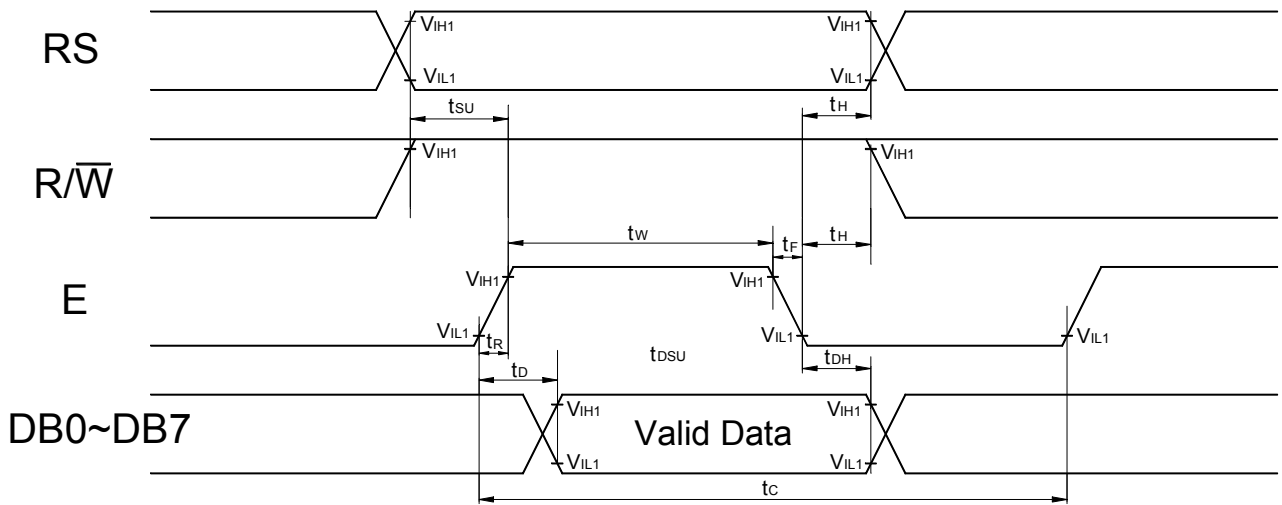 RS
VIH1
VIH1
VIL1
VIL1
tSU
tH
R/W̅
VIH1
VIH1
tW
tF
tH
E
VIH1
VIH1
VIL1
VIL1
VIL1
tR
tD
tDSU
tDH
DB0~DB7
VIH1
Valid Data
VIH1
VIL1
VIL1
tC